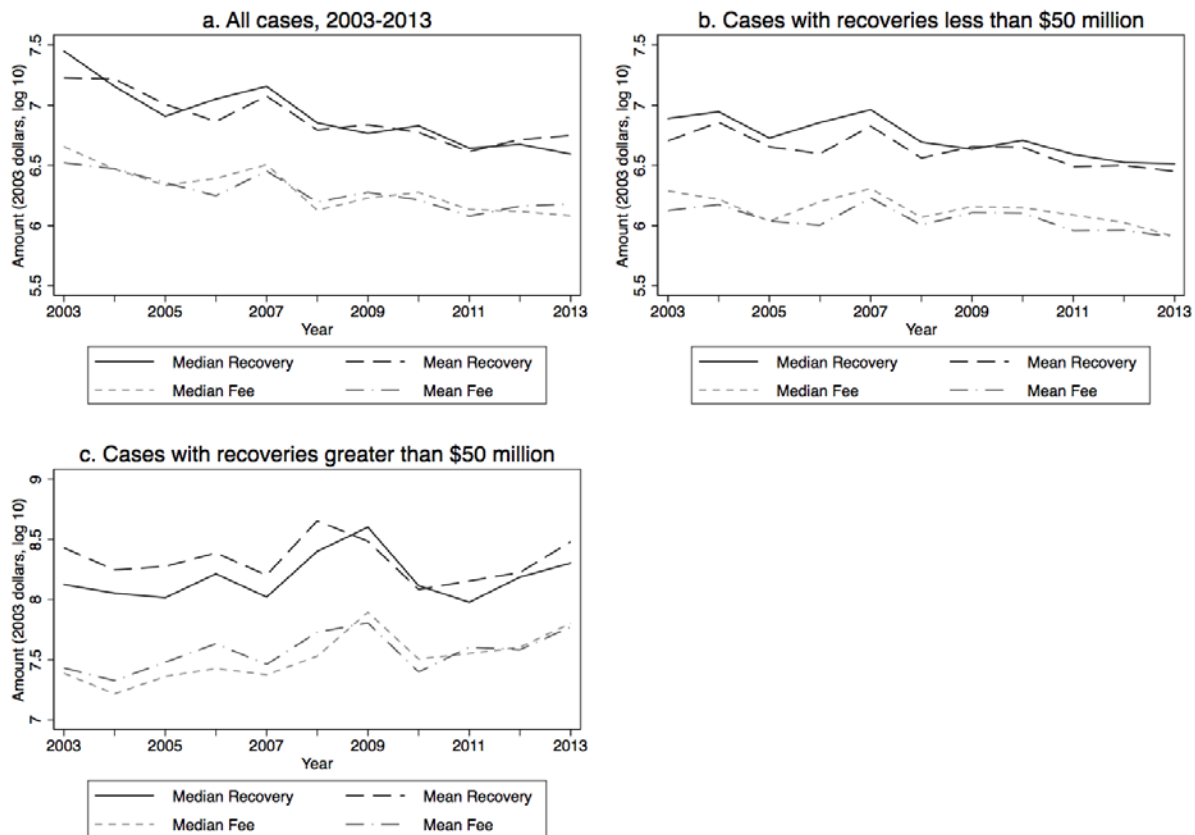 a. All cases, 2003-2013
Amount (2003 dollars, log 10)
7.5
7
6.5
6
5.5
2003 2005 2007 2009 2011 2013
Year
Median Recovery Mean Recovery
Median Fee Mean Fee
b. Cases with recoveries less than $50 million
Amount (2003 dollars, log 10)
7.5
7
6.5
6
5.5
2003 2005 2007 2009 2011 2013
Year
Median Recovery Mean Recovery
Median Fee Mean Fee
c. Cases with recoveries greater than $50 million
Amount (2003 dollars, log 10)
9
8.5
8
7.5
7
2003 2005 2007 2009 2011 2013
Year
Median Recovery Mean Recovery
Median Fee Mean Fee